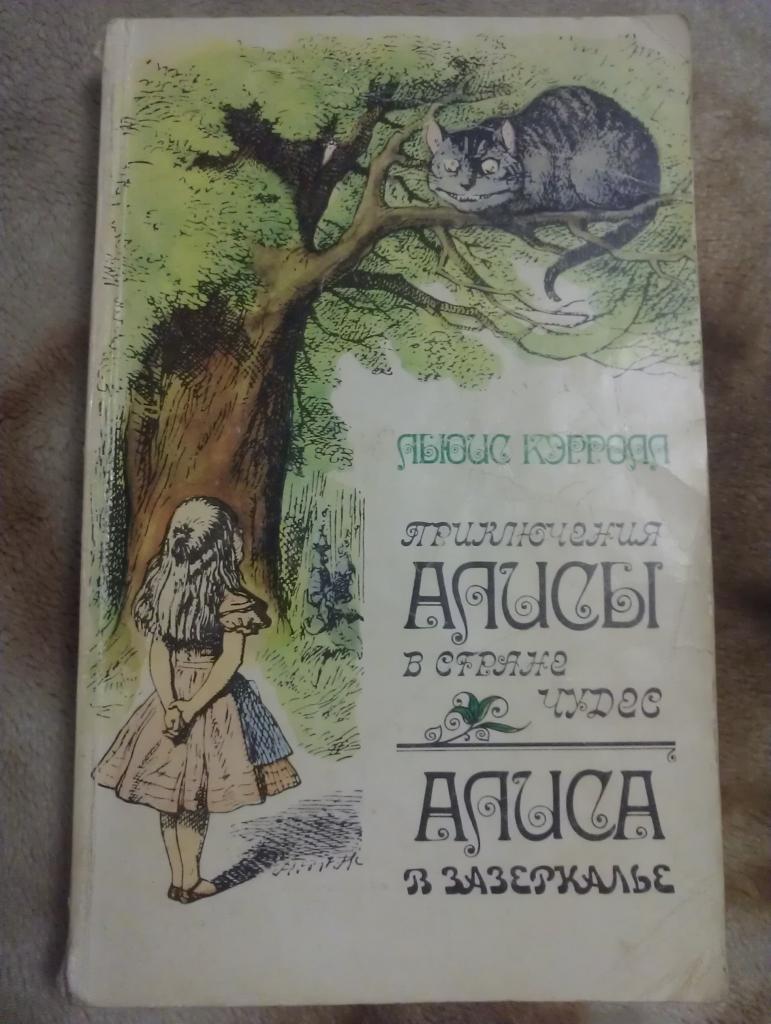 ЛЬЮИС КЭРРОЛЛ
ПРИКЛЮЧЕНИЯ
АЛИСЫ
В СТРАНЕ
ЧУДЕС
АЛИСА
В ЗАЗЕРКАЛЬЕ